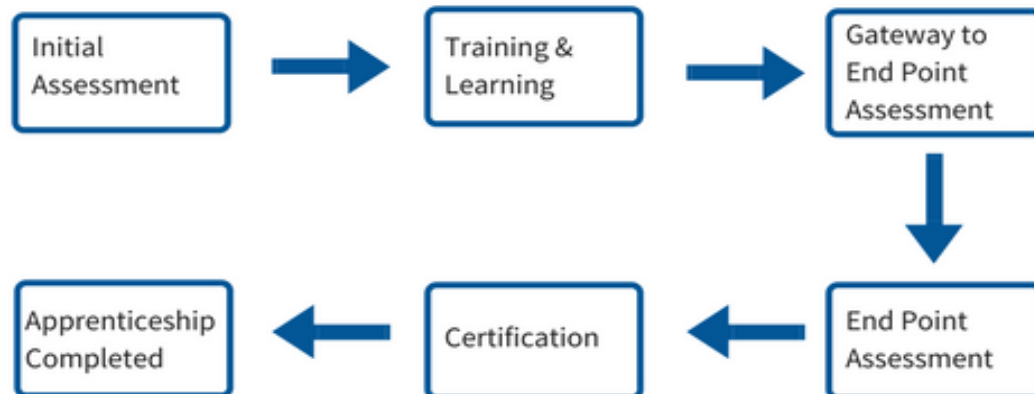 Initial
Assessment
Training &
Learning
Gateway to
End Point
Assessment
End Point
Assessment
Certification
Apprenticeship
Completed